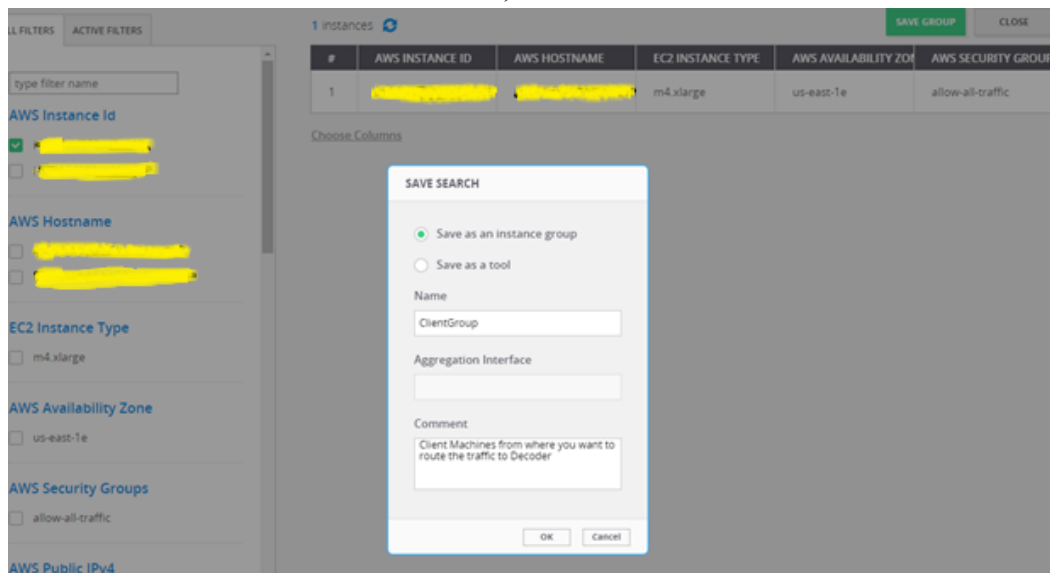 LL FILTERS
ACTIVE FILTERS
type filter name
AWS Instance Id
AWS Hostname
EC2 Instance Type
m4.xlarge
AWS Availability Zone
us-east-1e
AWS Security Groups
allow-all-traffic
AWS Public IPv4
1 instances
SAVE GROUP
CLOSE
# AWS INSTANCE ID AWS HOSTNAME EC2 INSTANCE TYPE AWS AVAILABILITY ZO AWS SECURITY GROUP
1 m4.xlarge us-east-1e allow-all-traffic
Choose Columns
SAVE SEARCH
Save as an instance group
Save as a tool
Name
ClientGroup
Aggregation Interface
Comment
Client Machines from where you want to
route the traffic to Decoder
OK
Cancel